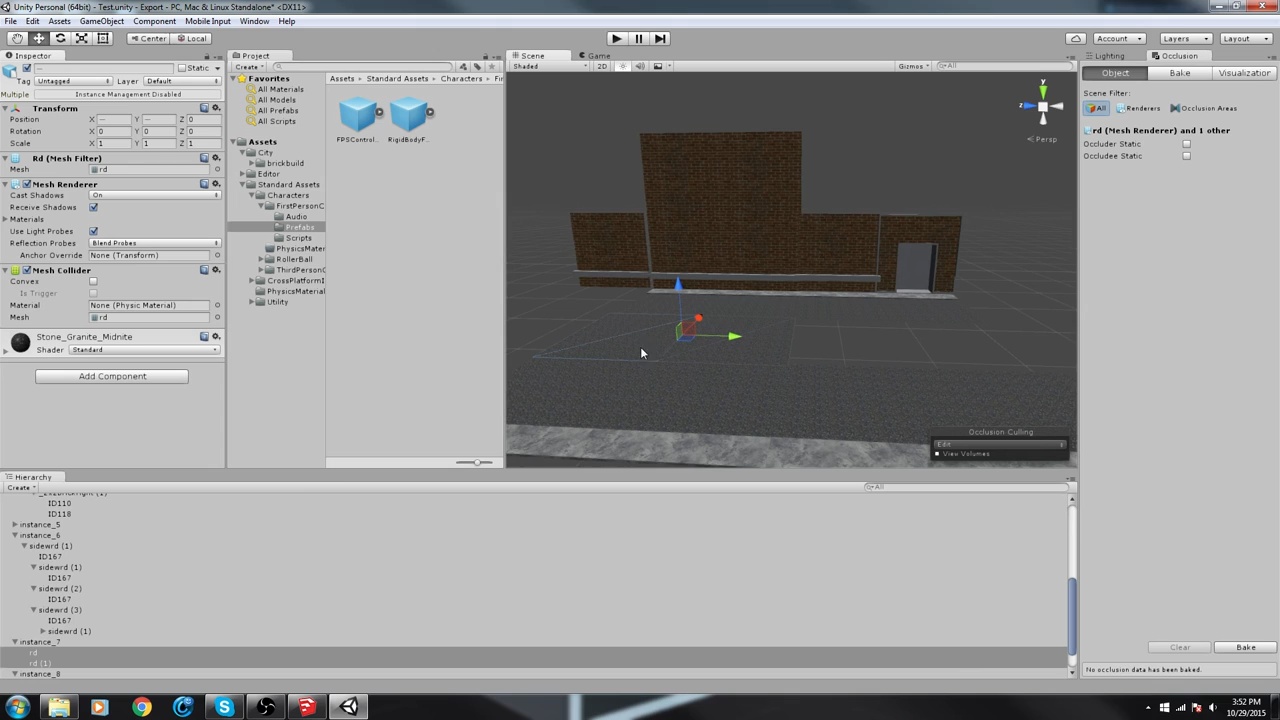 Unity Personal (64bit) - Test.unity - Export - PC, Mac & Linux Standalone* <DX11>
File Edit Assets GameObject Component Mobile Input Window Help
Center Local Account Layers Layout
Inspector
Static
Tag Untagged Layer Default
Multiple Instance Management Disabled
Transform
Position X — Y — Z 0
Rotation X 0 Y 0 Z 0
Scale X 1 Y 1 Z 1
Rd (Mesh Filter)
Mesh rd
Mesh Renderer
Cast Shadows On
Receive Shadows
Materials
Use Light Probes
Reflection Probes Blend Probes
Anchor Override None (Transform)
Mesh Collider
Convex
Is Trigger
Material None (Physic Material)
Mesh rd
Stone_Granite_Midnite
Shader Standard
Add Component
Project
Create
Favorites
All Materials
All Models
All Prefabs
All Scripts
Assets
City
brickbuild
Editor
Standard Assets
Characters
FirstPersonC
Audio
Prefabs
Scripts
PhysicsMater
RollerBall
ThirdPersonC
CrossPlatformI
PhysicsMaterial
Utility
Assets Standard Assets Characters Fir
FPSControl... RigidBodyF...
Scene Game
Shaded 2D Gizmos All
y
z
Persp
Occlusion Culling
Edit
View Volumes
Lighting Occlusion
Object Bake Visualization
Scene Filter:
All Renderers Occlusion Areas
rd (Mesh Renderer) and 1 other
Occluder Static
Occludee Static
Clear Bake
No occlusion data has been baked.
Hierarchy
Create All
ID110
ID118
instance_5
instance_6
sidewrd (1)
ID167
sidewrd (1)
ID167
sidewrd (2)
ID167
sidewrd (3)
ID167
sidewrd (1)
instance_7
rd
rd (1)
instance_8
3:52 PM
10/29/2015